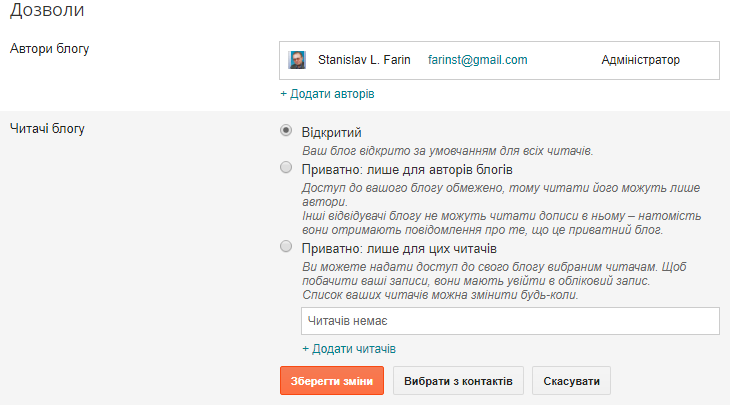 Дозволи
Автори блогу
Stanislav L. Farin farinst@gmail.com Адміністратор
+ Додати авторів
Читачі блогу
Відкритий
Ваш блог відкрито за умовчанням для всіх читачів.
Приватно: лише для авторів блогів
Доступ до вашого блогу обмежено, тому читати його можуть лише
автори.
Інші відвідувачі блогу не можуть читати дописи в ньому – натомість
вони отримають повідомлення про те, що це приватний блог.
Приватно: лише для цих читачів
Ви можете надати доступ до свого блогу вибраним читачам. Щоб
побачити ваші записи, вони мають увійти в обліковий запис.
Список ваших читачів можна змінити будь-коли.
Читачів немає
+ Додати читачів
Зберегти зміни Вибрати з контактів Скасувати